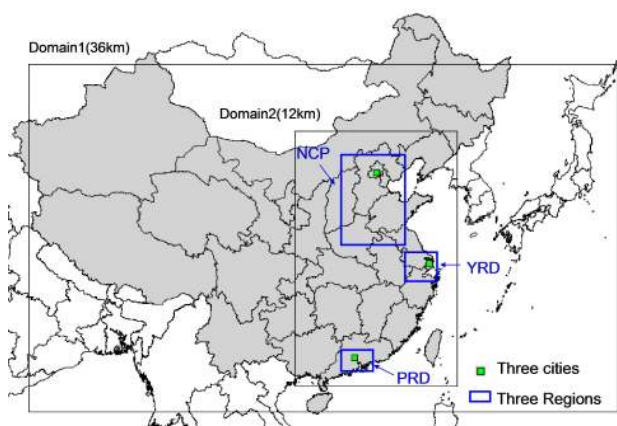 Domain1(36km)
Domain2(12km)
NCP
YRD
PRD
Three cities
Three Regions